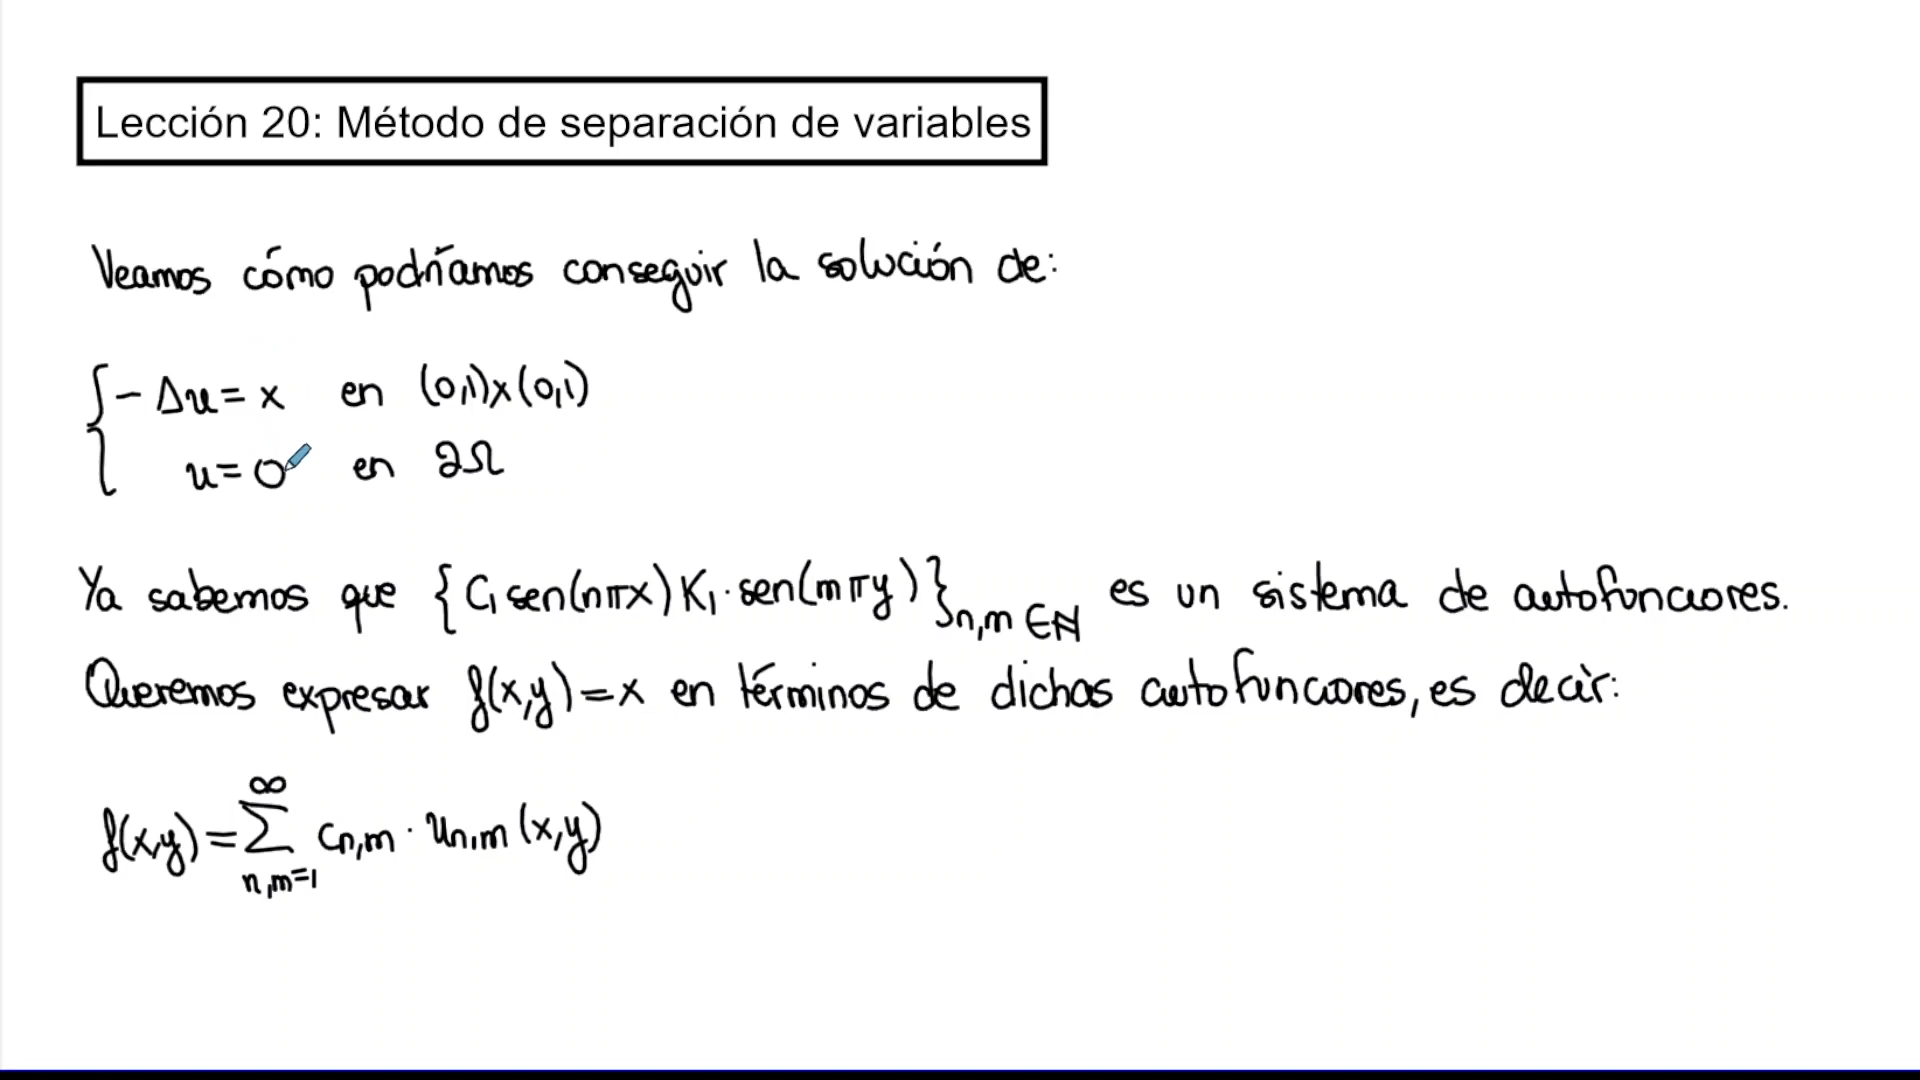 Lección 20: Método de separación de variables
Veamos cómo podríamos conseguir la solución de:
{ - Δu = x en (0,1)x(0,1)
u = 0 en ∂Ω
Ya sabemos que {C₁ sen(nπx) K₁ · sen(mπy)}ₙ,ₘ ∈ ℕ es un sistema de autofunciones.
Queremos expresar f(x,y) = x en términos de dichas autofunciones, es decir:
f(x,y) = ∑_{n,m=1}^{∞} c_{n,m} · u_{n,m} (x,y)